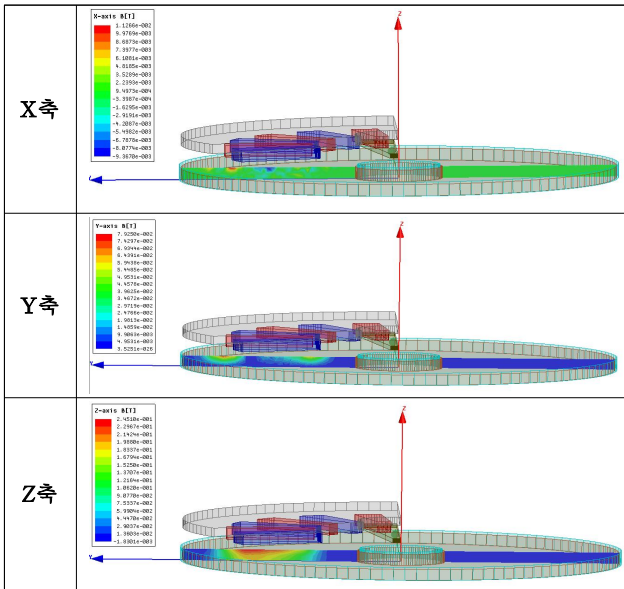 X축
X-axis B[T]
1.1266e-002
9.9769e-003
8.6873e-003
7.3977e-003
6.1081e-003
4.8185e-003
3.5289e-003
2.2393e-003
9.4973e-004
-3.3987e-004
-1.6295e-003
-2.9191e-003
-4.2087e-003
-5.4982e-003
-6.7878e-003
-8.0774e-003
-9.3670e-003
Z
Y축
Y-axis B[T]
7.9250e-002
7.4297e-002
6.9344e-002
6.4391e-002
5.9438e-002
5.4485e-002
4.9531e-002
4.4578e-002
3.9625e-002
3.4672e-002
2.9719e-002
2.4766e-002
1.9813e-002
1.4859e-002
9.9063e-003
4.9531e-003
Z
Z축
Z-axis B[T]
2.4510e-001
2.2967e-001
2.1424e-001
1.9880e-001
1.8337e-001
1.6794e-001
1.5250e-001
1.3707e-001
1.2164e-001
1.0620e-001
9.0770e-002
7.5337e-002
5.9904e-002
4.4470e-002
2.9037e-002
1.3603e-002
-1.8301e-003
Z